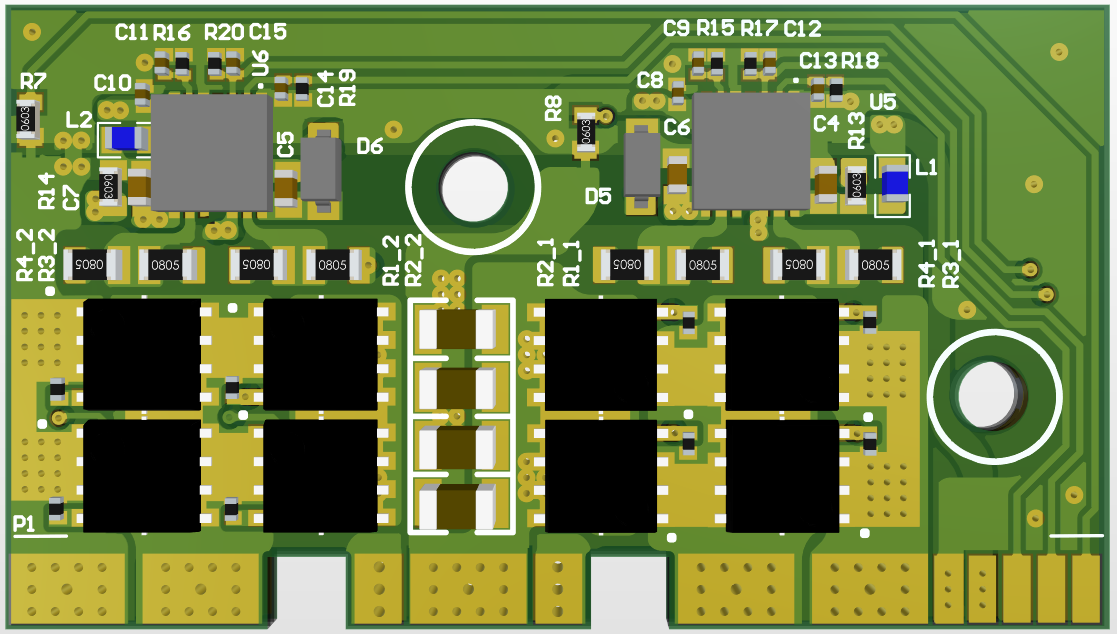 C11 R16 R20 C15
C9 R15 R17 C12
U6
C13 R18
R7
C10
C14
R19
C8
U5
0603
L2
R8
0603
C6
C4
R13
C5
D6
L1
R14
C7
0603
0603
D5
R4_2
R3_2
0805
0805
0805
0805
R1_2
R2_2
R2_1
R1_1
0805
0805
0805
0805
R4_1
R3_1
P1